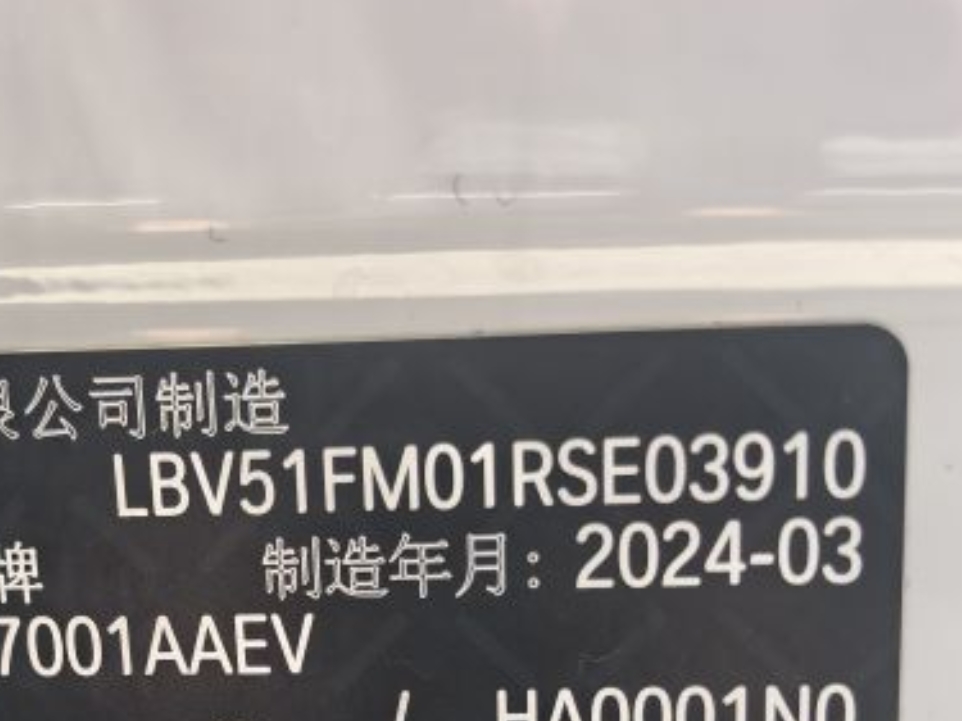 限公司制造
LBV51FM01RSE03910
牌 制造年月：2024-03
7001AAEV
/ HA0001N0